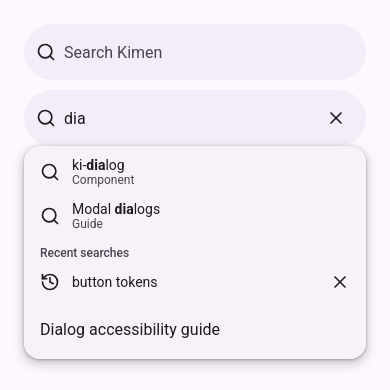 Search Kimen
dia
ki-dialog
Component
Modal dialogs
Guide
Recent searches
button tokens
Dialog accessibility guide